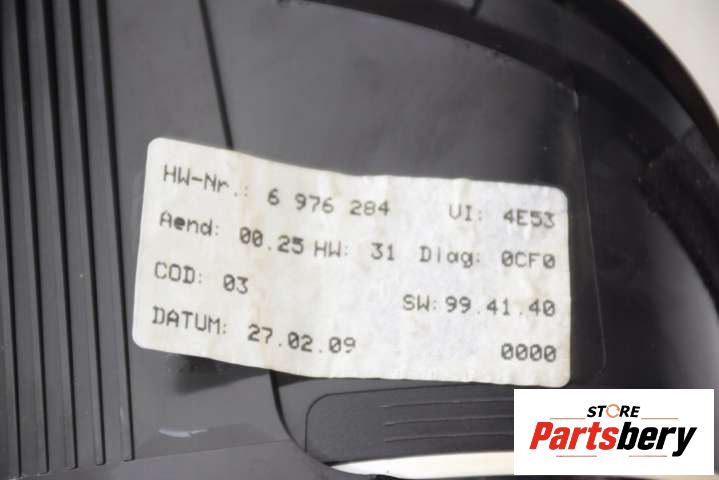 HW-Nr.: 6 976 284 VI: 4E53
Aend: 00.25 HW: 31 Diag: 0CF0
COD: 03 SW: 99.41.40
DATUM: 27.02.09 0000
STORE
Partsbery